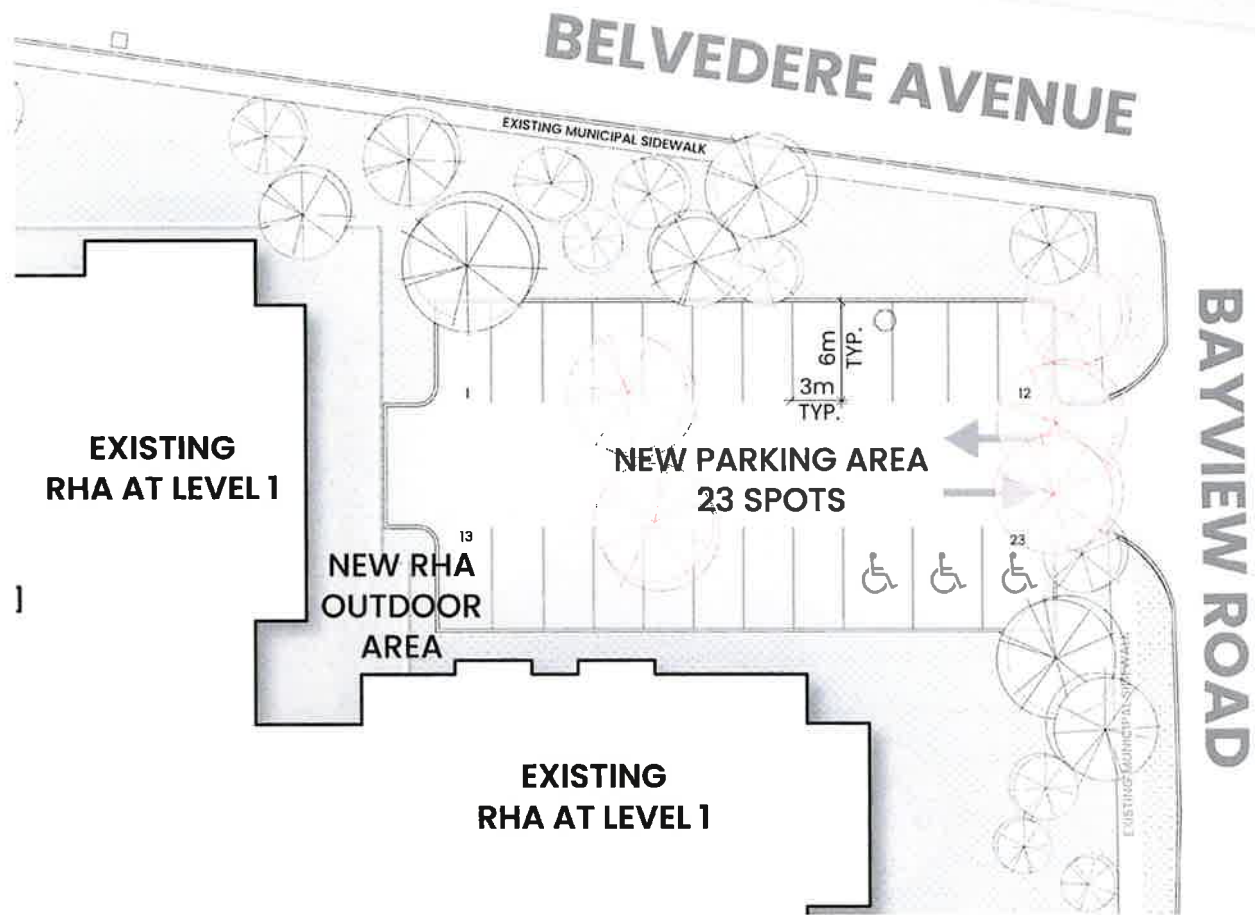 BELVEDERE AVENUE
EXISTING MUNICIPAL SIDEWALK
BAYVIEW ROAD
6m
TYP.
3m
TYP.
1
12
EXISTING
RHA AT LEVEL 1
NEW PARKING AREA
23 SPOTS
13
23
NEW RHA
OUTDOOR
AREA
]
EXISTING
RHA AT LEVEL 1
EXISTING MUNICIPAL SIDEWALK